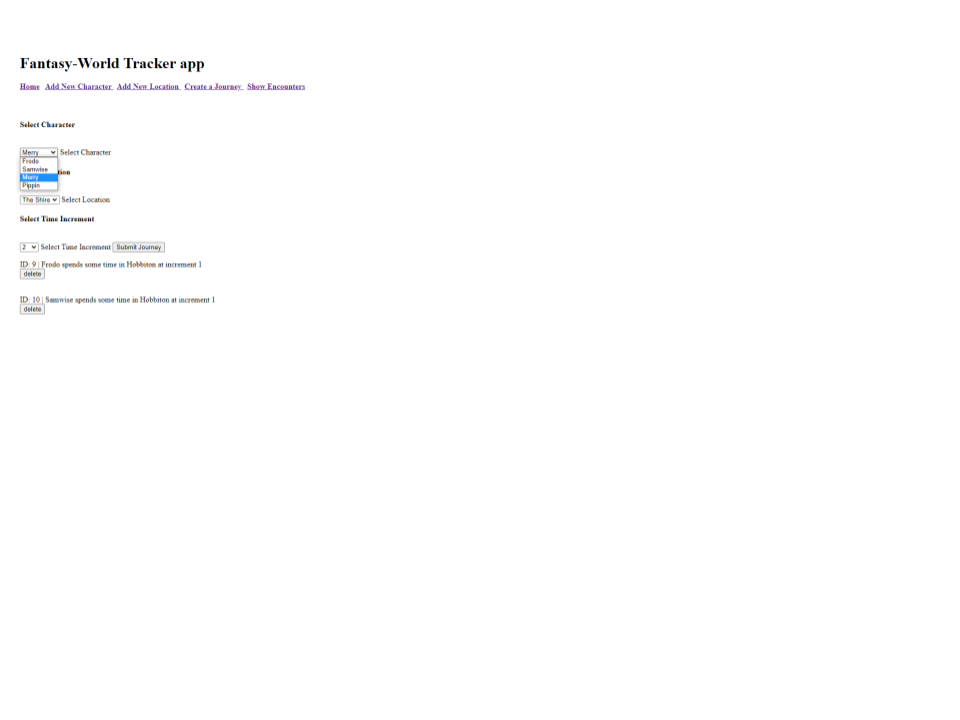 Fantasy-World Tracker app
Home Add New Character Add New Location Create a Journey Show Encounters
Select Character
Merry Select Character
Frodo
Samwise
tion
Merry
Pippin
The Shire Select Location
Select Time Increment
2 Select Time Increment Submit Journey
ID: 9 | Frodo spends some time in Hobbiton at increment 1
delete
ID: 10 | Samwise spends some time in Hobbiton at increment 1
delete